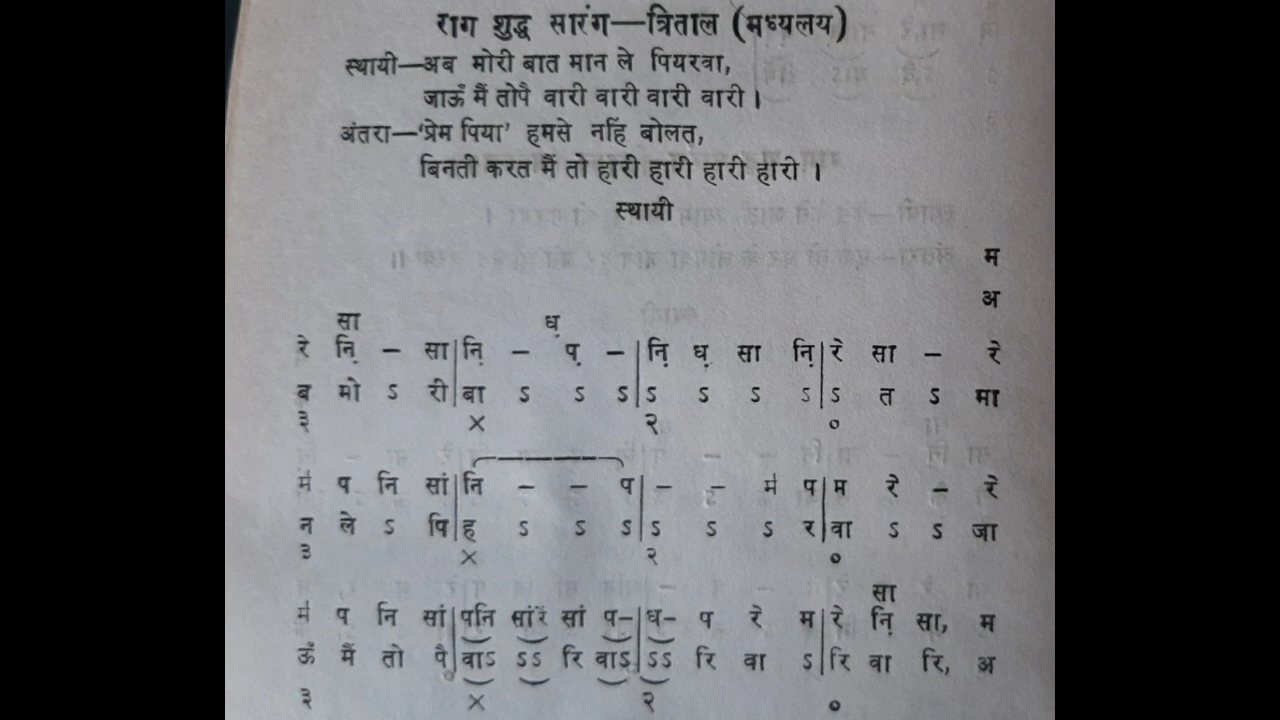 राग शुद्ध सारंग—त्रिताल (मध्यलय)
स्थायी—अब मोरी बात मान ले पियरवा,
जाऊँ मैं तोपै वारी वारी वारी वारी ।
अंतरा—‘प्रेम पिया’ हमसे नहिं बोलत,
बिनती करत मैं तो हारी हारी हारी हारी ।
स्थायी
म
अ
सा ध़
रे नि़ – सा | नि़ – प़ – | नि़ ध़ सा नि़ | रे सा – रे
ब मो ऽ री | बा ऽ ऽ ऽ | ऽ ऽ ऽ ऽ | ऽ त ऽ मा
३ × २ ०
म॑ प नि सां | नि – – प | – – म॑ प | म रे – रे
न ले ऽ पि | ह ऽ ऽ ऽ | ऽ ऽ ऽ र | वा ऽ ऽ जा
३ × २ ०
सा
म॑ प नि सां | पनि सांरें सां प– | ध– प रे म | रे नि़ सा, म
ऊँ मैं तो पै | वाऽ ऽऽ रि वाऽ | ऽऽ रि वा ऽ | रि वा रि, अ
३ × २ ०